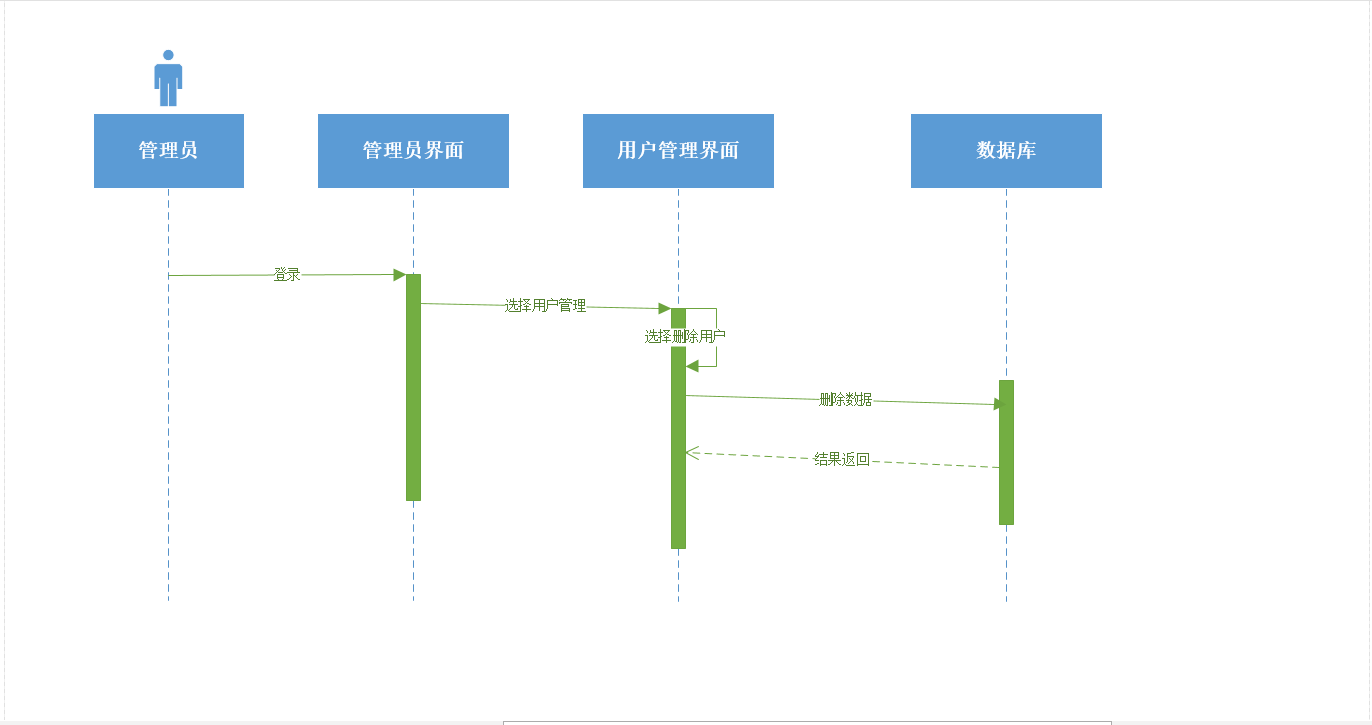 管理员
管理员界面
用户管理界面
数据库
登录
选择用户管理
选择删除用户
删除数据
结果返回